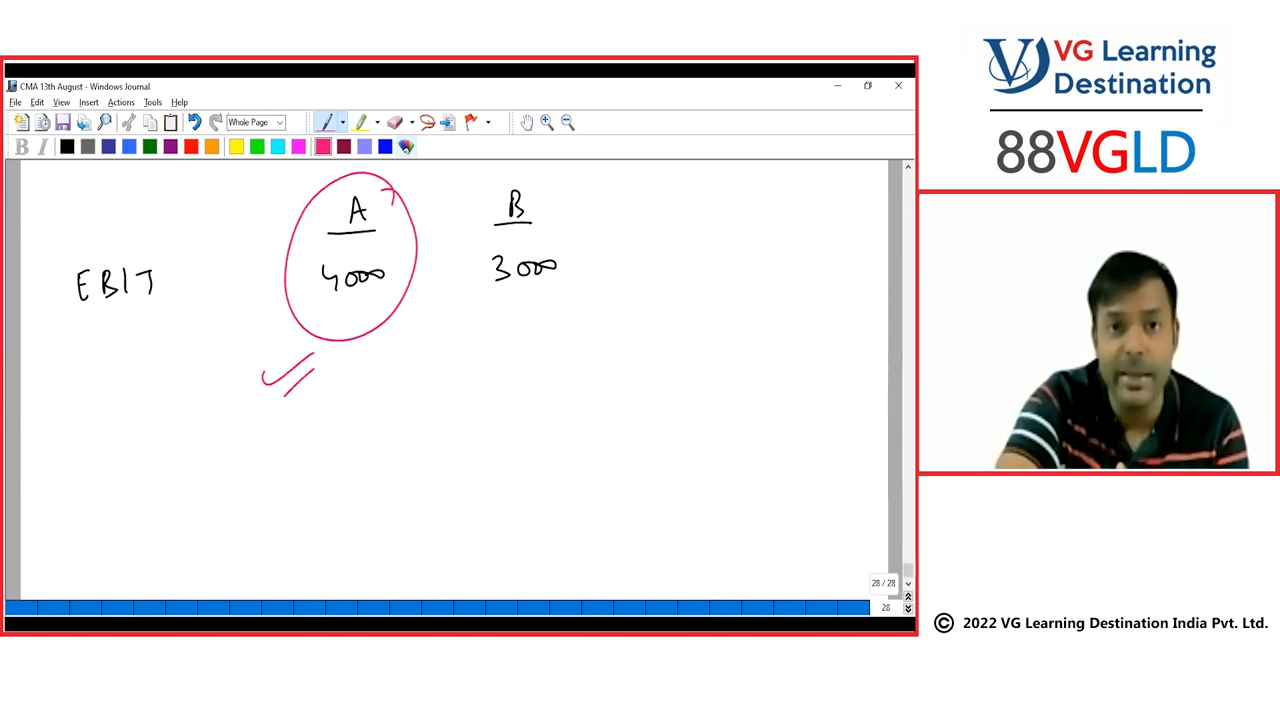 VG Learning
Destination
88VGLD
CMA 13th August - Windows Journal
File Edit View Insert Actions Tools Help
Whole Page
B I
A B
EBIT 4000 3000
28 / 28
28
© 2022 VG Learning Destination India Pvt. Ltd.